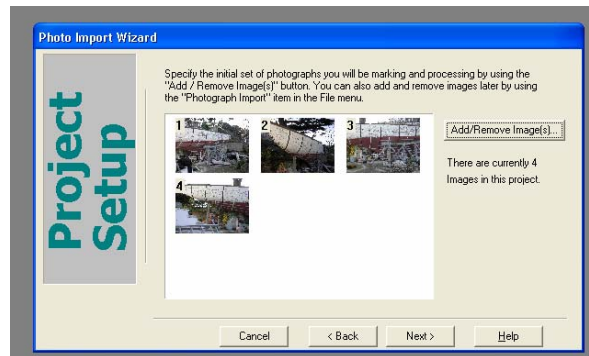 Photo Import Wizard
Project
Setup
Specify the initial set of photographs you will be marking and processing by using the
"Add / Remove Image(s)" button. You can also add and remove images later by using
the "Photograph Import" item in the File menu.
1 2 3
4
Add/Remove Image(s)...
There are currently 4
Images in this project.
Cancel < Back Next > Help